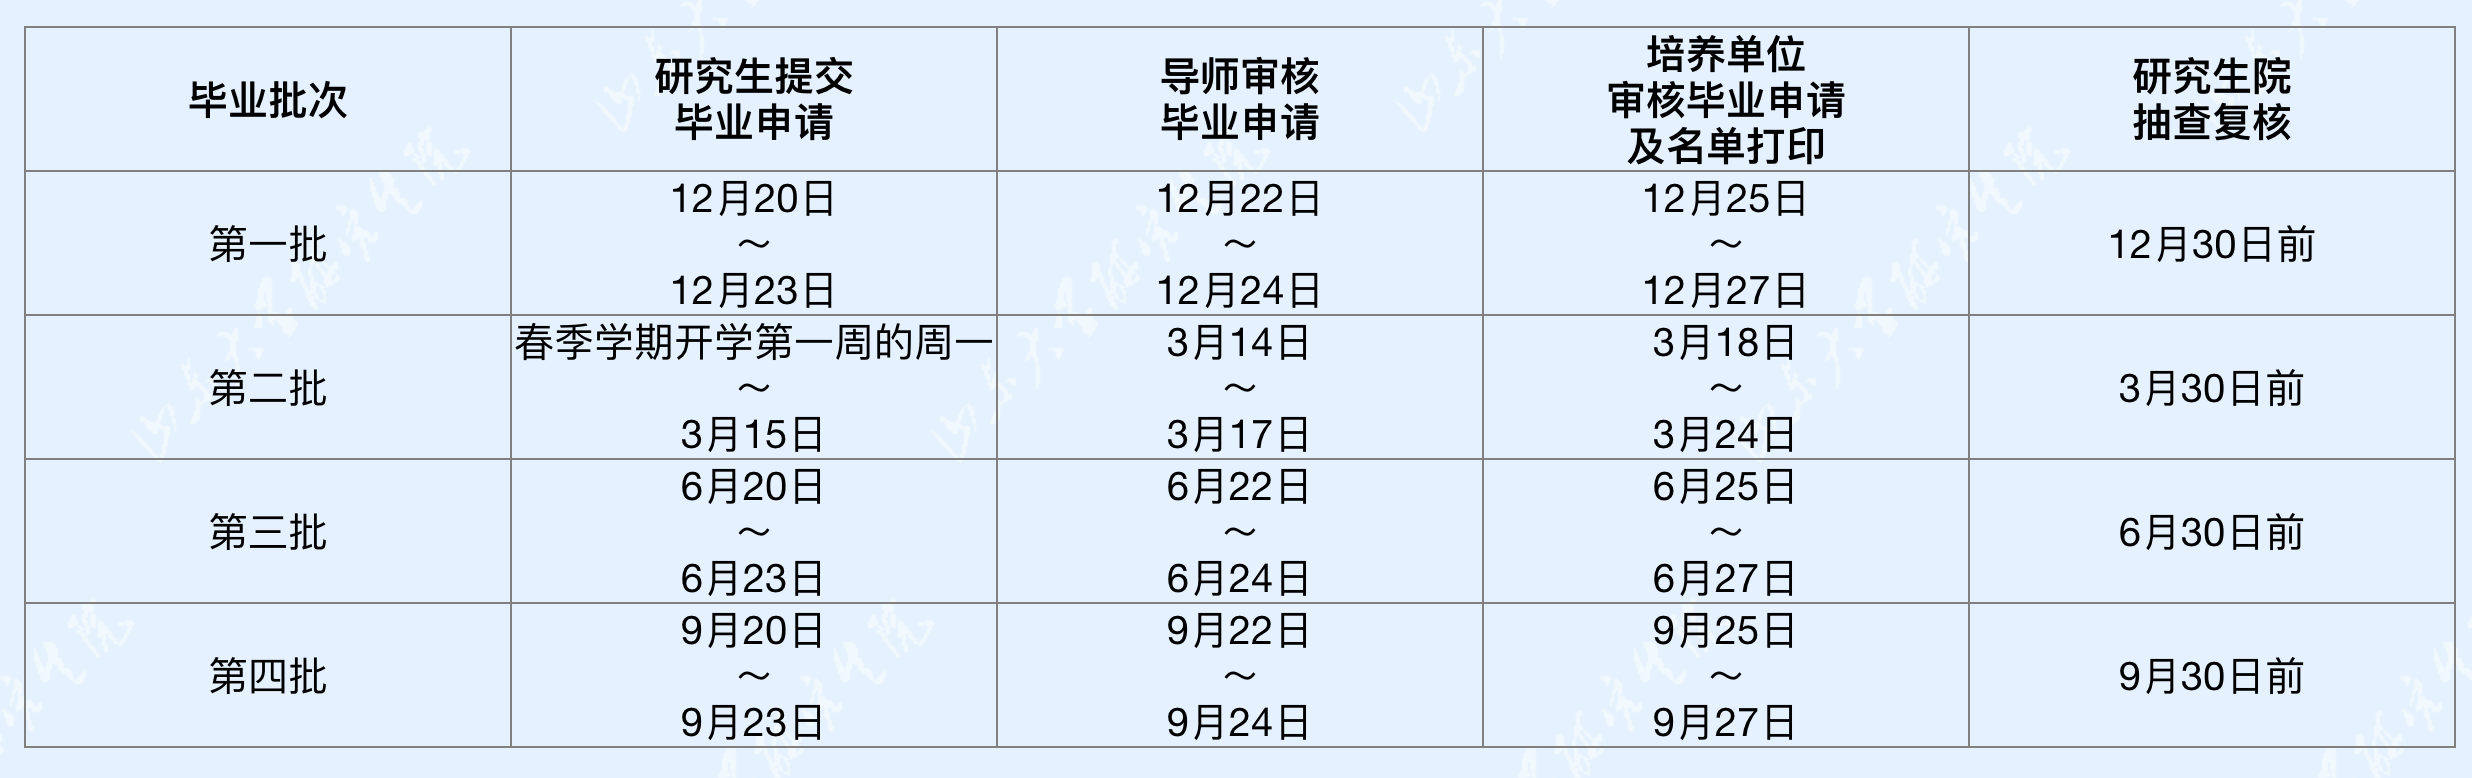 毕业批次
研究生提交
毕业申请
导师审核
毕业申请
培养单位
审核毕业申请
及名单打印
研究生院
抽查复核
第一批
12月20日
～
12月23日
12月22日
～
12月24日
12月25日
～
12月27日
12月30日前
第二批
春季学期开学第一周的周一
～
3月15日
3月14日
～
3月17日
3月18日
～
3月24日
3月30日前
第三批
6月20日
～
6月23日
6月22日
～
6月24日
6月25日
～
6月27日
6月30日前
第四批
9月20日
～
9月23日
9月22日
～
9月24日
9月25日
～
9月27日
9月30日前